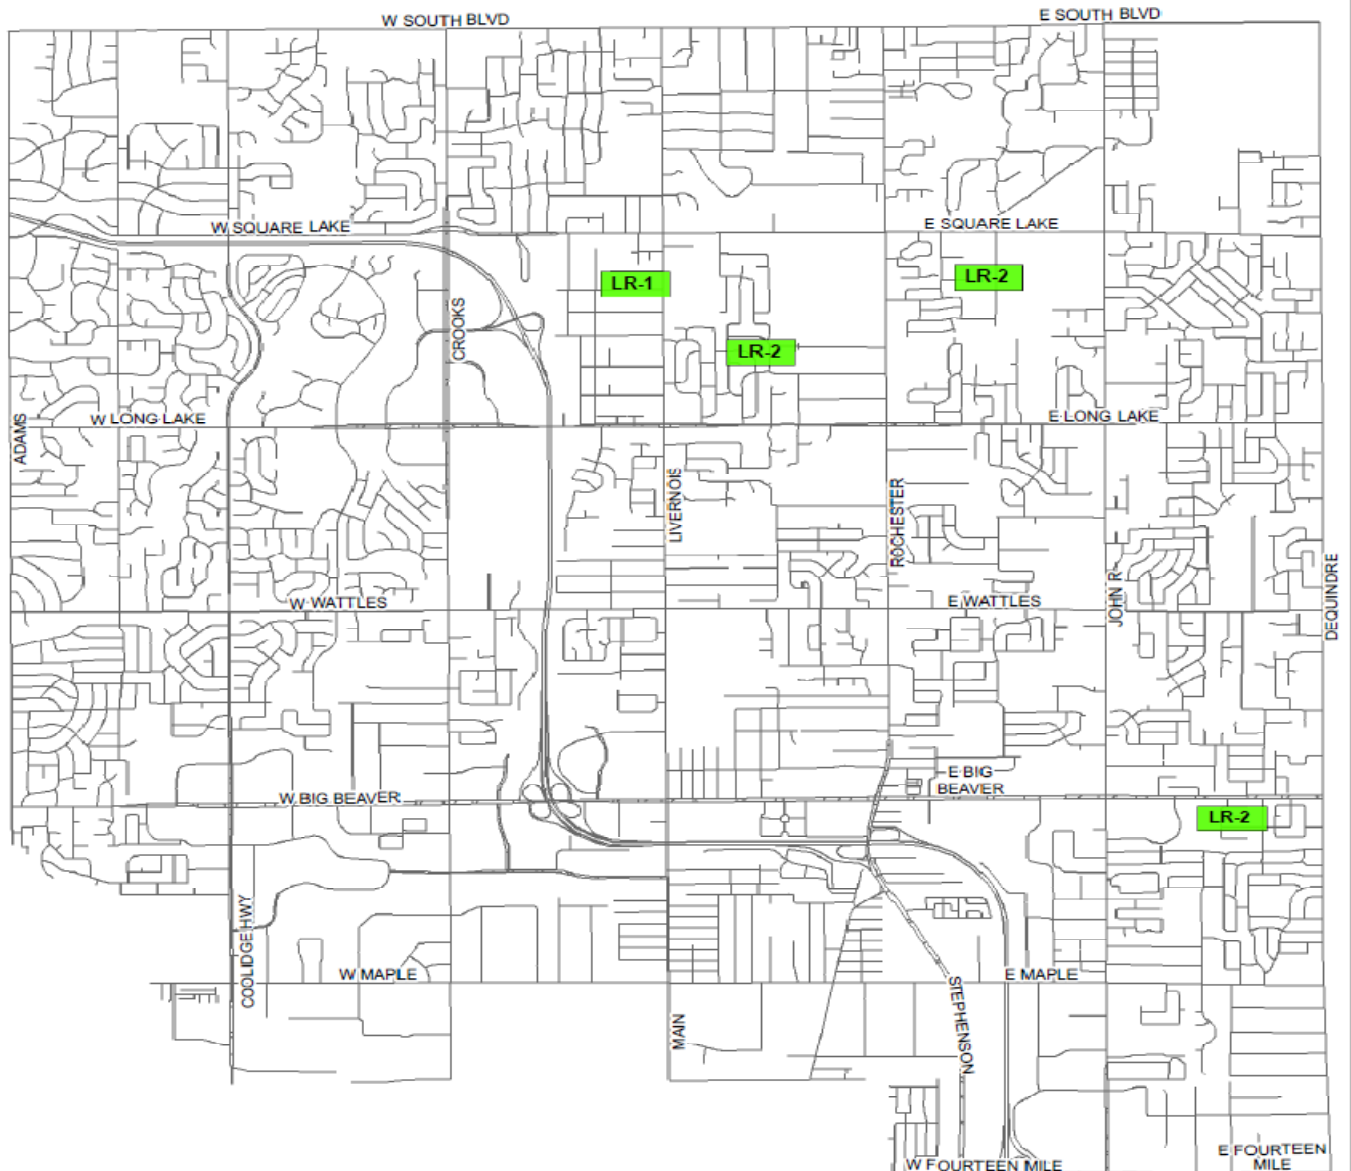 W SOUTH BLVD
E SOUTH BLVD
W SQUARE LAKE
E SQUARE LAKE
LR-1
LR-2
CROOKS
LR-2
ADAMS
W LONG LAKE
E LONG LAKE
LIVERNOIS
ROCHESTER
JOHN R
DEQUINDRE
W WATTLES
E WATTLES
W BIG BEAVER
E BIG
BEAVER
LR-2
COOLIDGE HWY
W MAPLE
E MAPLE
MAIN
STEPHENSON
W FOURTEEN MILE
E FOURTEEN
MILE